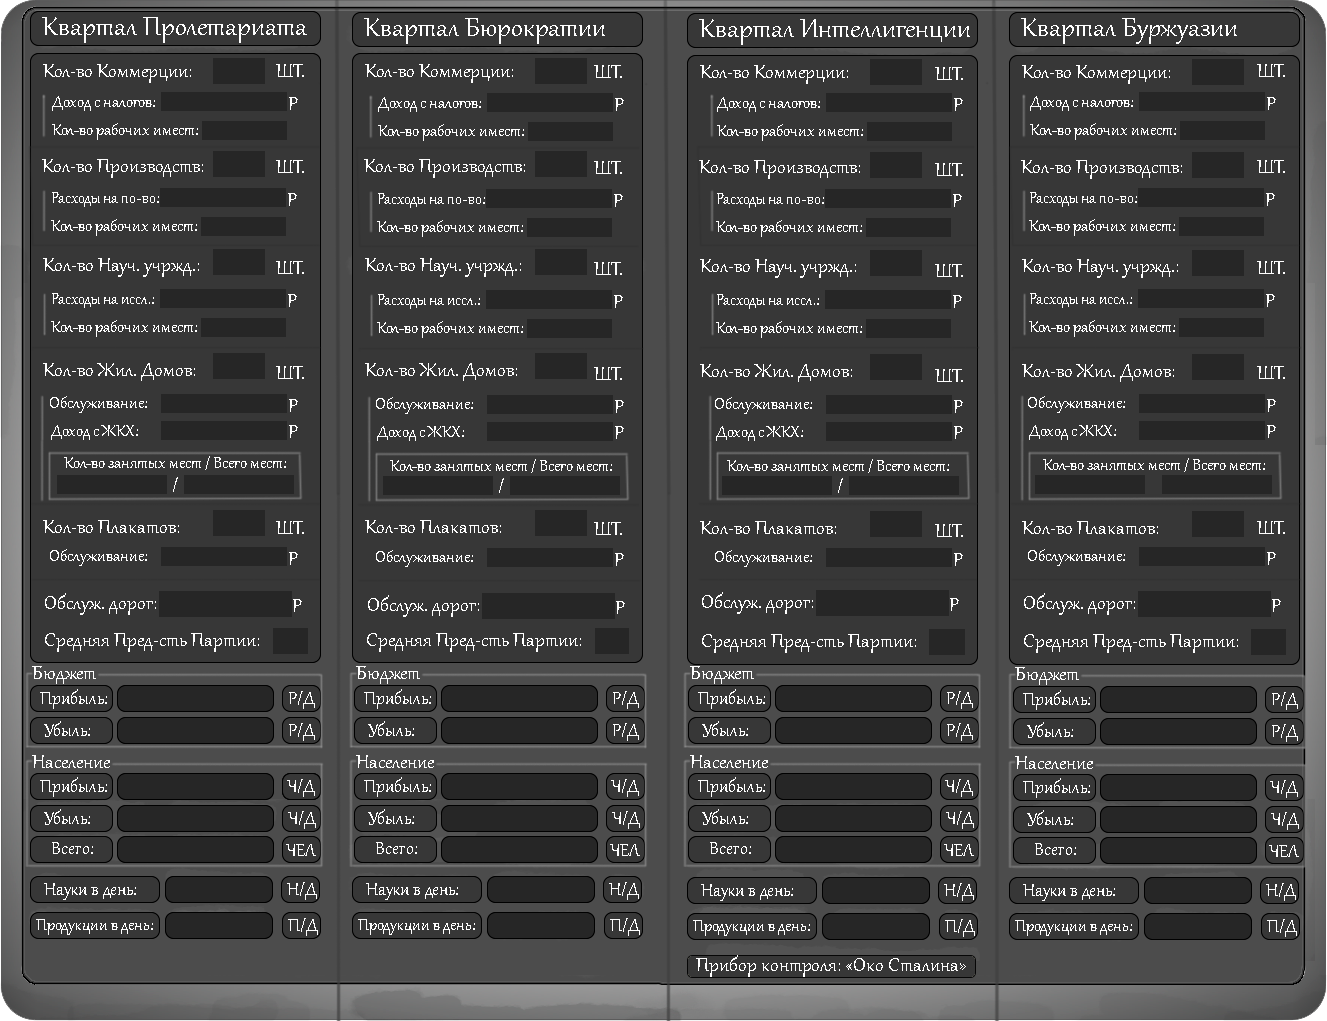 Квартал Пролетариата
Кол-во Коммерции: ШТ.
Доход с налогов: Р
Кол-во рабочих имест:
Кол-во Производств: ШТ.
Расходы на по-во: Р
Кол-во рабочих имест:
Кол-во Науч. учржд.: ШТ.
Расходы на иссл.: Р
Кол-во рабочих имест:
Кол-во Жил. Домов: ШТ.
Обслуживание: Р
Доход с ЖКХ: Р
Кол-во занятых мест / Всего мест:
/
Кол-во Плакатов: ШТ.
Обслуживание: Р
Обслуж. дорог: Р
Средняя Пред-сть Партии:
Бюджет
Прибыль: Р/Д
Убыль: Р/Д
Население
Прибыль: Ч/Д
Убыль: Ч/Д
Всего: ЧЕЛ
Науки в день: Н/Д
Продукции в день: П/Д
Квартал Бюрократии
Кол-во Коммерции: ШТ.
Доход с налогов: Р
Кол-во рабочих имест:
Кол-во Производств: ШТ.
Расходы на по-во: Р
Кол-во рабочих имест:
Кол-во Науч. учржд.: ШТ.
Расходы на иссл.: Р
Кол-во рабочих имест:
Кол-во Жил. Домов: ШТ.
Обслуживание: Р
Доход с ЖКХ: Р
Кол-во занятых мест / Всего мест:
/
Кол-во Плакатов: ШТ.
Обслуживание: Р
Обслуж. дорог: Р
Средняя Пред-сть Партии:
Бюджет
Прибыль: Р/Д
Убыль: Р/Д
Население
Прибыль: Ч/Д
Убыль: Ч/Д
Всего: ЧЕЛ
Науки в день: Н/Д
Продукции в день: П/Д
Квартал Интеллигенции
Кол-во Коммерции: ШТ.
Доход с налогов: Р
Кол-во рабочих имест:
Кол-во Производств: ШТ.
Расходы на по-во: Р
Кол-во рабочих имест:
Кол-во Науч. учржд.: ШТ.
Расходы на иссл.: Р
Кол-во рабочих имест:
Кол-во Жил. Домов: ШТ.
Обслуживание: Р
Доход с ЖКХ: Р
Кол-во занятых мест / Всего мест:
/
Кол-во Плакатов: ШТ.
Обслуживание: Р
Обслуж. дорог: Р
Средняя Пред-сть Партии:
Бюджет
Прибыль: Р/Д
Убыль: Р/Д
Население
Прибыль: Ч/Д
Убыль: Ч/Д
Всего: ЧЕЛ
Науки в день: Н/Д
Продукции в день: П/Д
Прибор контроля: «Око Сталина»
Квартал Буржуазии
Кол-во Коммерции: ШТ.
Доход с налогов: Р
Кол-во рабочих имест:
Кол-во Производств: ШТ.
Расходы на по-во: Р
Кол-во рабочих имест:
Кол-во Науч. учржд.: ШТ.
Расходы на иссл.: Р
Кол-во рабочих имест:
Кол-во Жил. Домов: ШТ.
Обслуживание: Р
Доход с ЖКХ: Р
Кол-во занятых мест / Всего мест:
Кол-во Плакатов: ШТ.
Обслуживание: Р
Обслуж. дорог: Р
Средняя Пред-сть Партии:
Бюджет
Прибыль: Р/Д
Убыль: Р/Д
Население
Прибыль: Ч/Д
Убыль: Ч/Д
Всего: ЧЕЛ
Науки в день: Н/Д
Продукции в день: П/Д